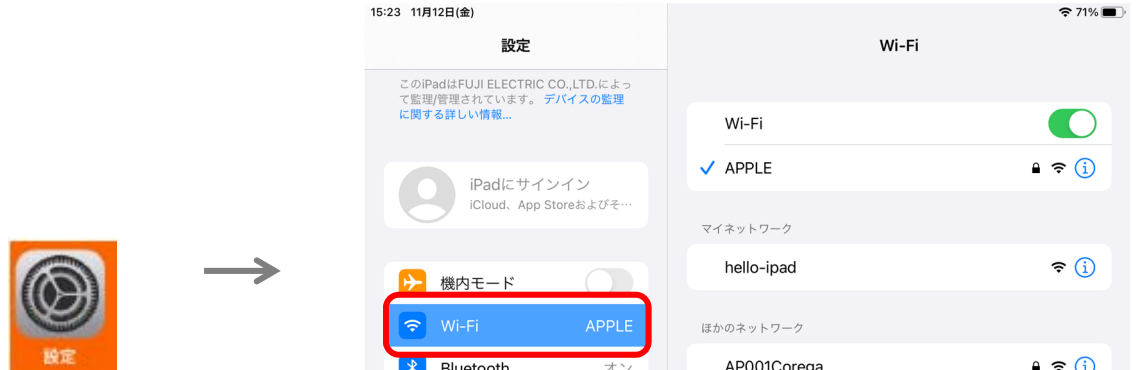 設定
15:23 11月12日(金)
71%
設定
このiPadはFUJI ELECTRIC CO.,LTD.によっ
て監理/管理されています。デバイスの監理
に関する詳しい情報...
iPadにサインイン
iCloud、App Storeおよびそ…
機内モード
Wi-Fi APPLE
Bluetooth オン
Wi-Fi
Wi-Fi
APPLE
マイネットワーク
hello-ipad
ほかのネットワーク
AP001Corega